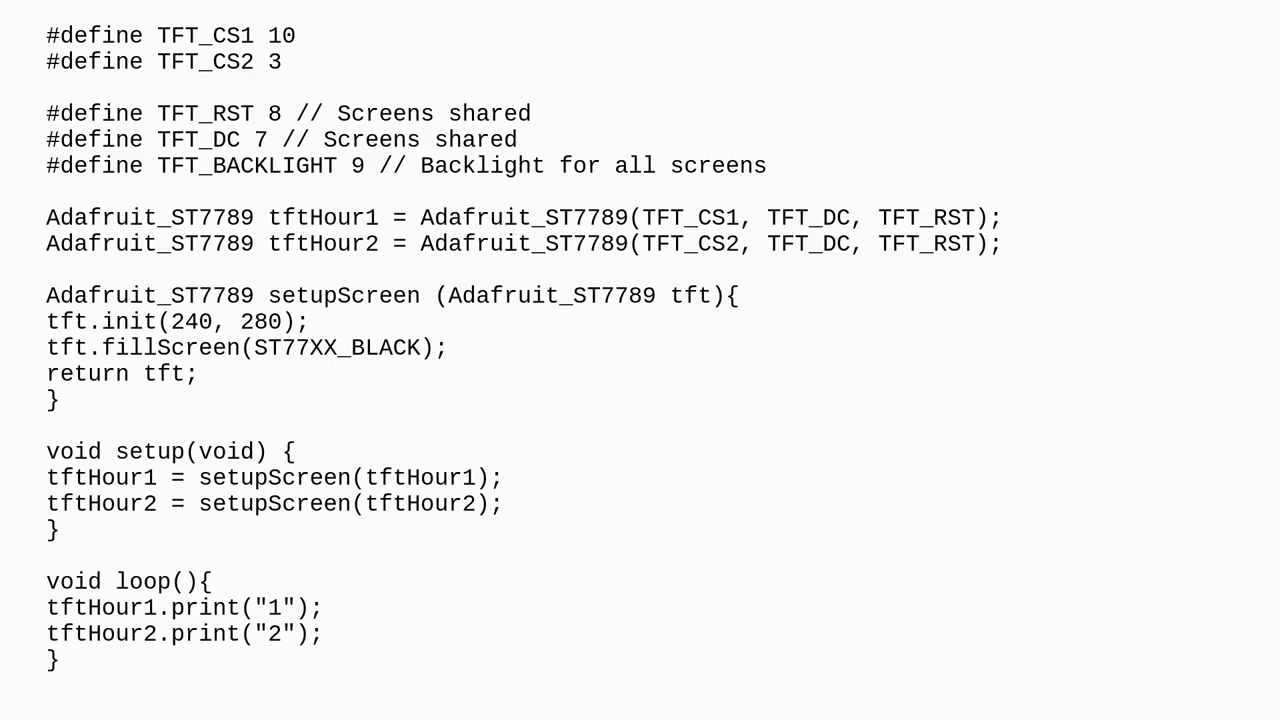 #define TFT_CS1 10
#define TFT_CS2 3
#define TFT_RST 8 // Screens shared
#define TFT_DC 7 // Screens shared
#define TFT_BACKLIGHT 9 // Backlight for all screens
Adafruit_ST7789 tftHour1 = Adafruit_ST7789(TFT_CS1, TFT_DC, TFT_RST);
Adafruit_ST7789 tftHour2 = Adafruit_ST7789(TFT_CS2, TFT_DC, TFT_RST);
Adafruit_ST7789 setupScreen (Adafruit_ST7789 tft){
tft.init(240, 280);
tft.fillScreen(ST77XX_BLACK);
return tft;
}
void setup(void) {
tftHour1 = setupScreen(tftHour1);
tftHour2 = setupScreen(tftHour2);
}
void loop(){
tftHour1.print("1");
tftHour2.print("2");
}